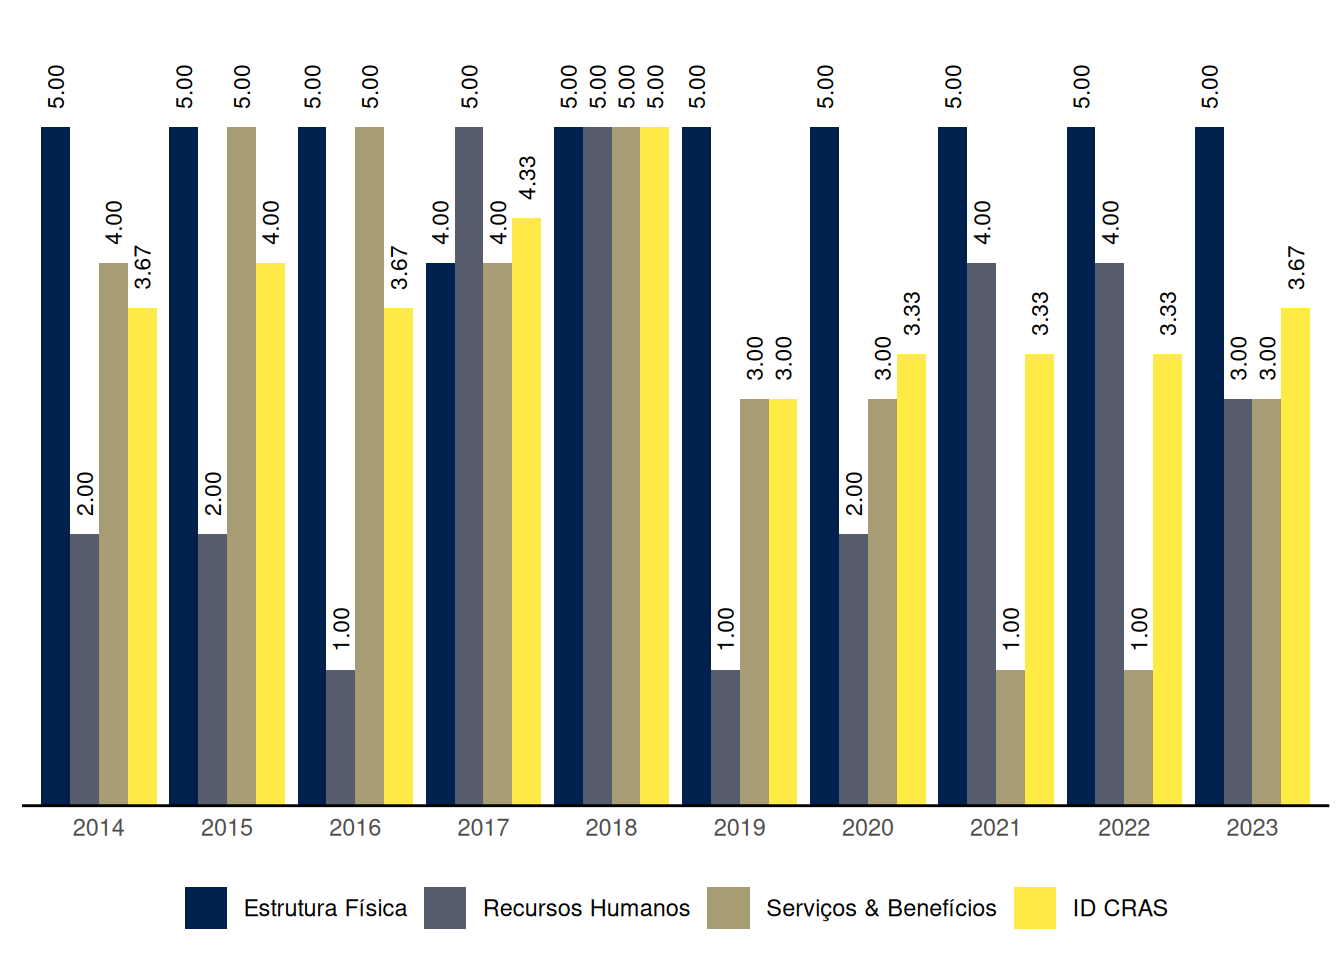 5.00 2.00 4.00 3.67 5.00 2.00 5.00 4.00 5.00 1.00 5.00 3.67 4.00 5.00 4.00 4.33 5.00 5.00 5.00 5.00 5.00 1.00 3.00 3.00 5.00 2.00 3.00 3.33 5.00 4.00 1.00 3.33 5.00 4.00 1.00 3.33 5.00 3.00 3.00 3.67
2014 2015 2016 2017 2018 2019 2020 2021 2022 2023
Estrutura Física Recursos Humanos Serviços & Benefícios ID CRAS